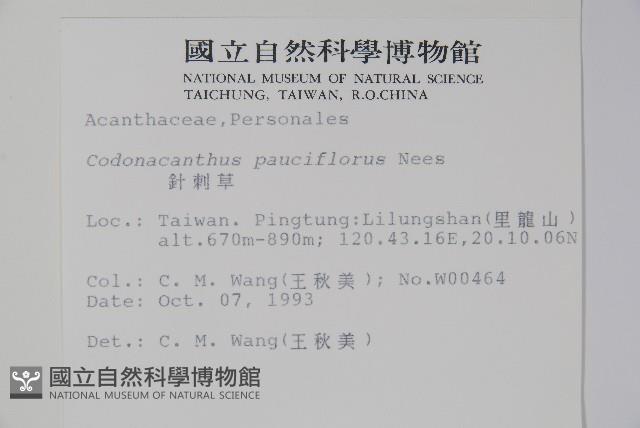 國立自然科學博物館
NATIONAL MUSEUM OF NATURAL SCIENCE
TAICHUNG, TAIWAN, R.O.CHINA
Acanthaceae,Personales
Codonacanthus pauciflorus Nees
針刺草
Loc.: Taiwan. Pingtung:Lilungshan(里龍山)
alt.670m-890m; 120.43.16E,20.10.06N
Col.: C. M. Wang(王秋美); No.W00464
Date: Oct. 07, 1993
Det.: C. M. Wang(王秋美)
國立自然科學博物館
NATIONAL MUSEUM OF NATURAL SCIENCE